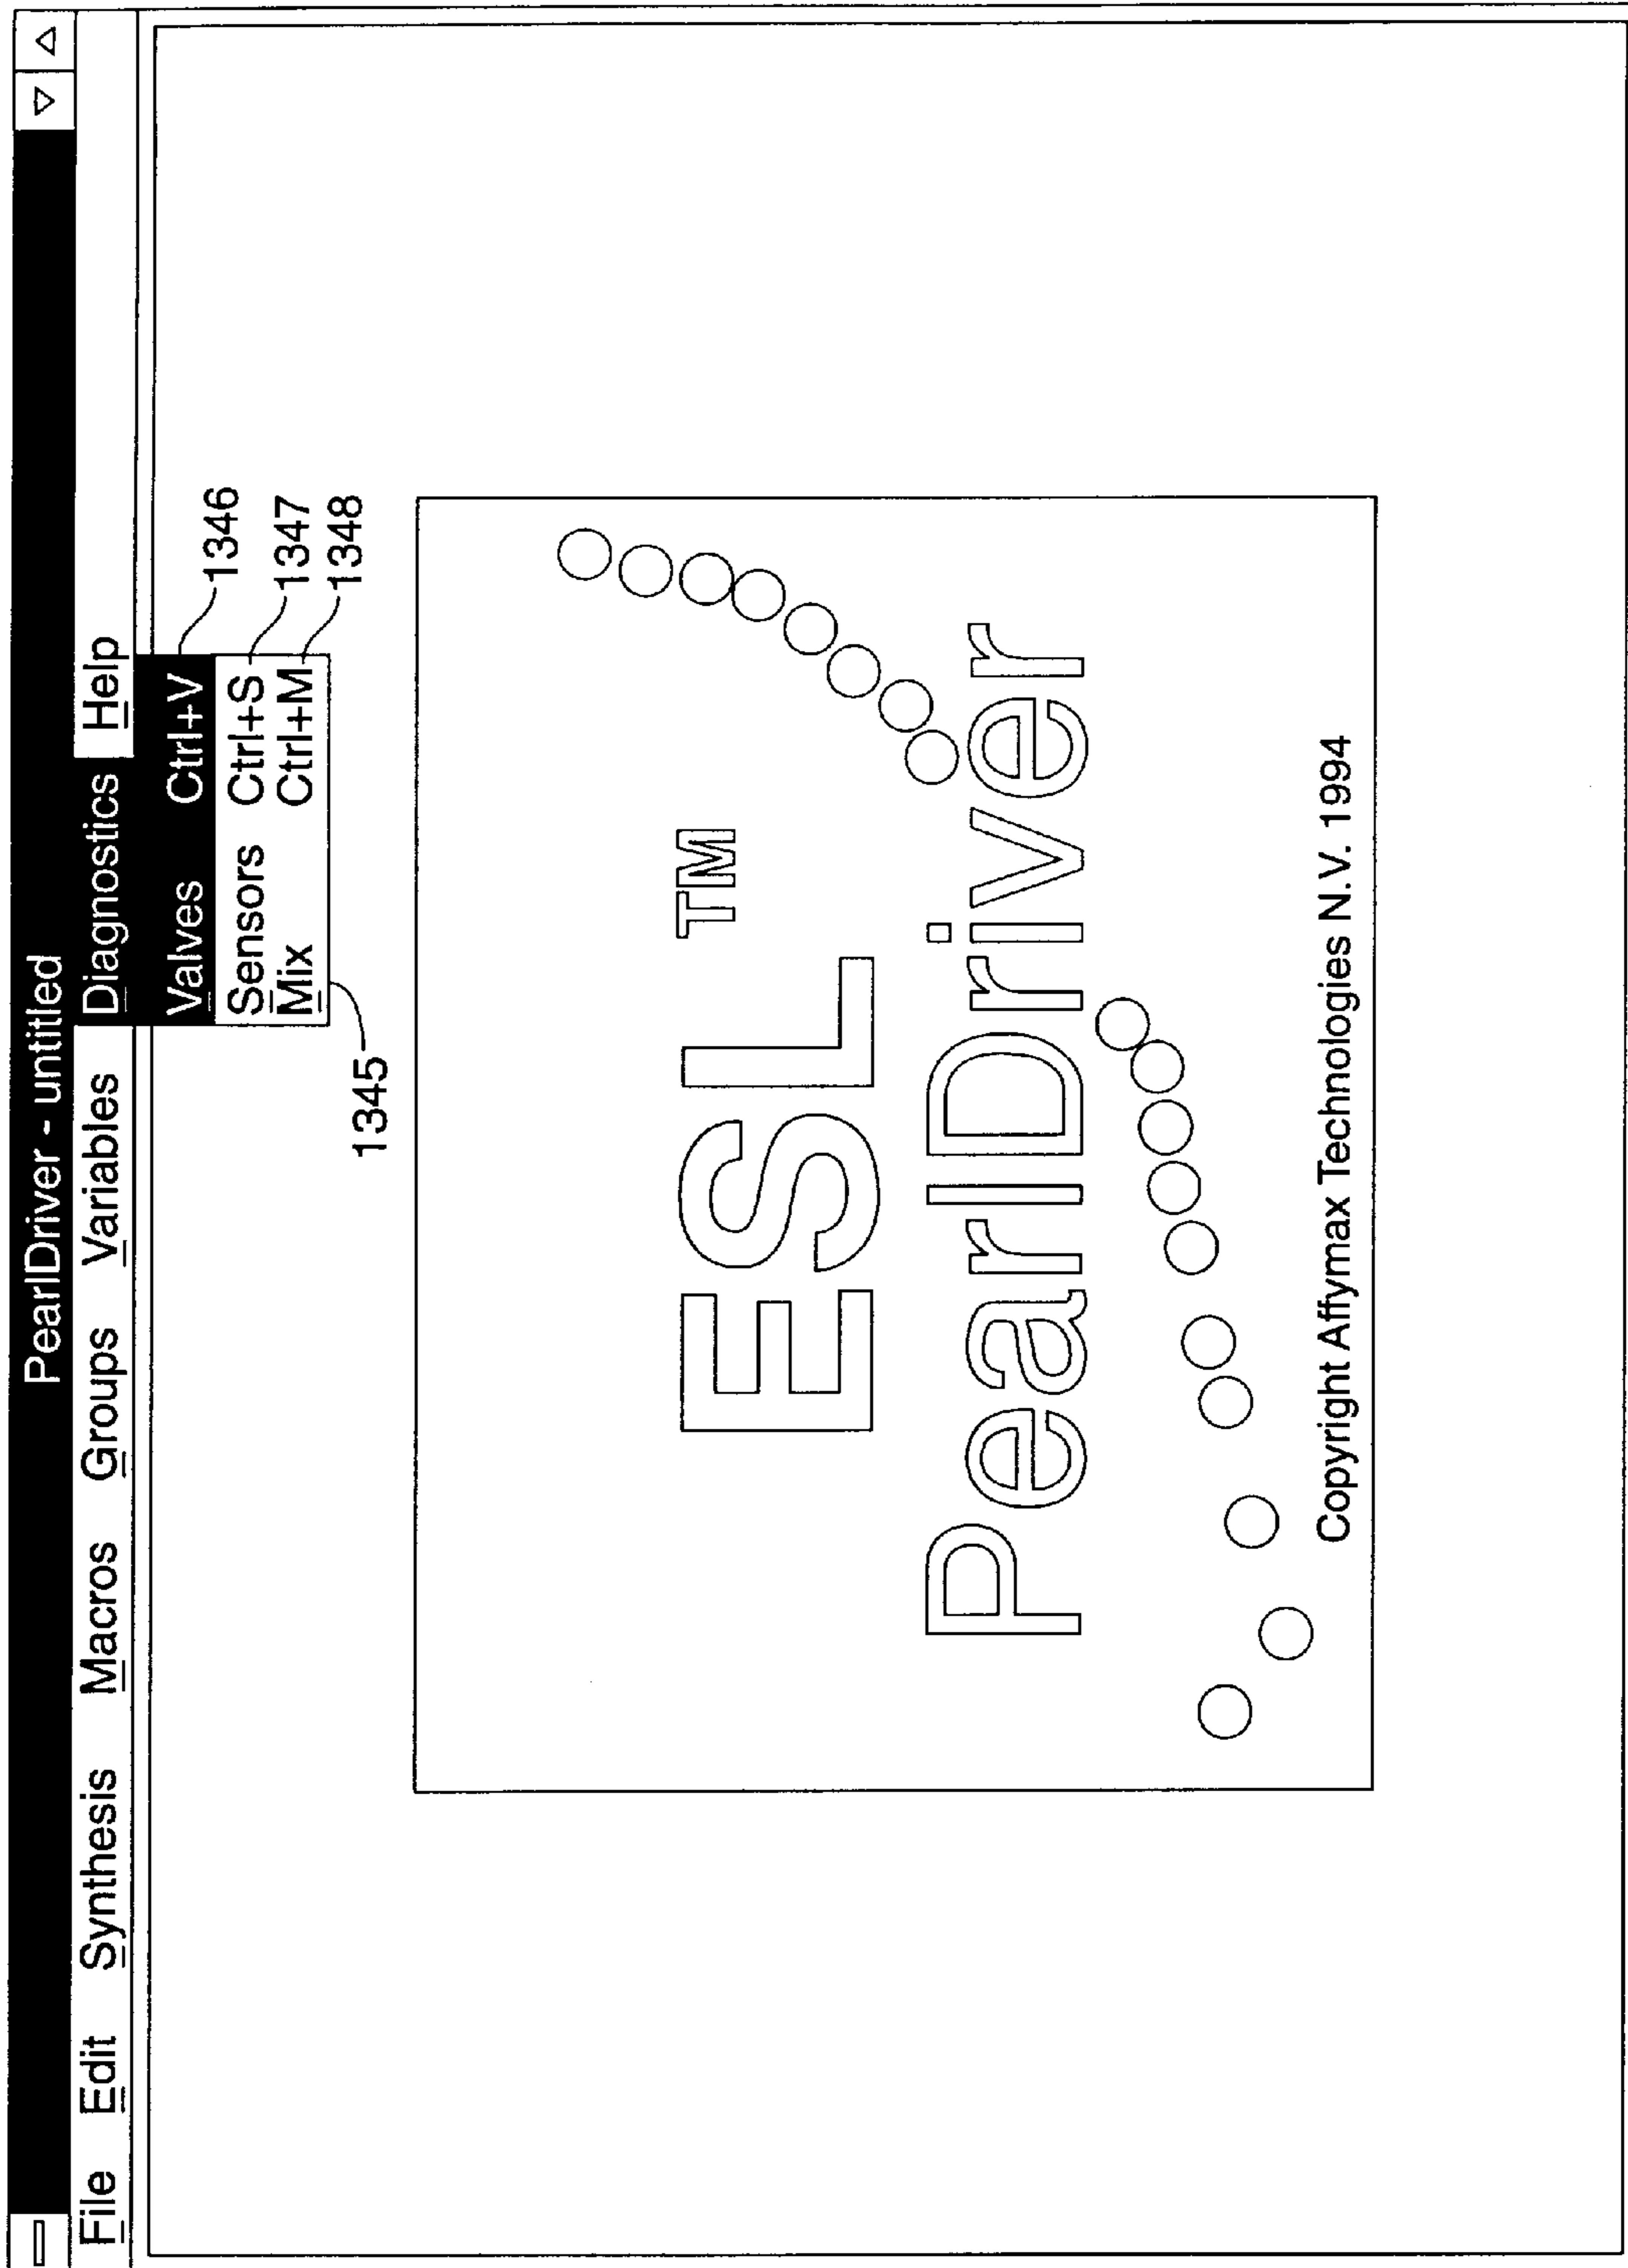 PearlDriver - untitled
File Edit Synthesis Macros Groups Variables Diagnostics Help
Valves Ctrl+V 1346
Sensors Ctrl+S 1347
Mix Ctrl+M 1348
1345
ESL™
PearlDriver
Copyright Affymax Technologies N.V. 1994